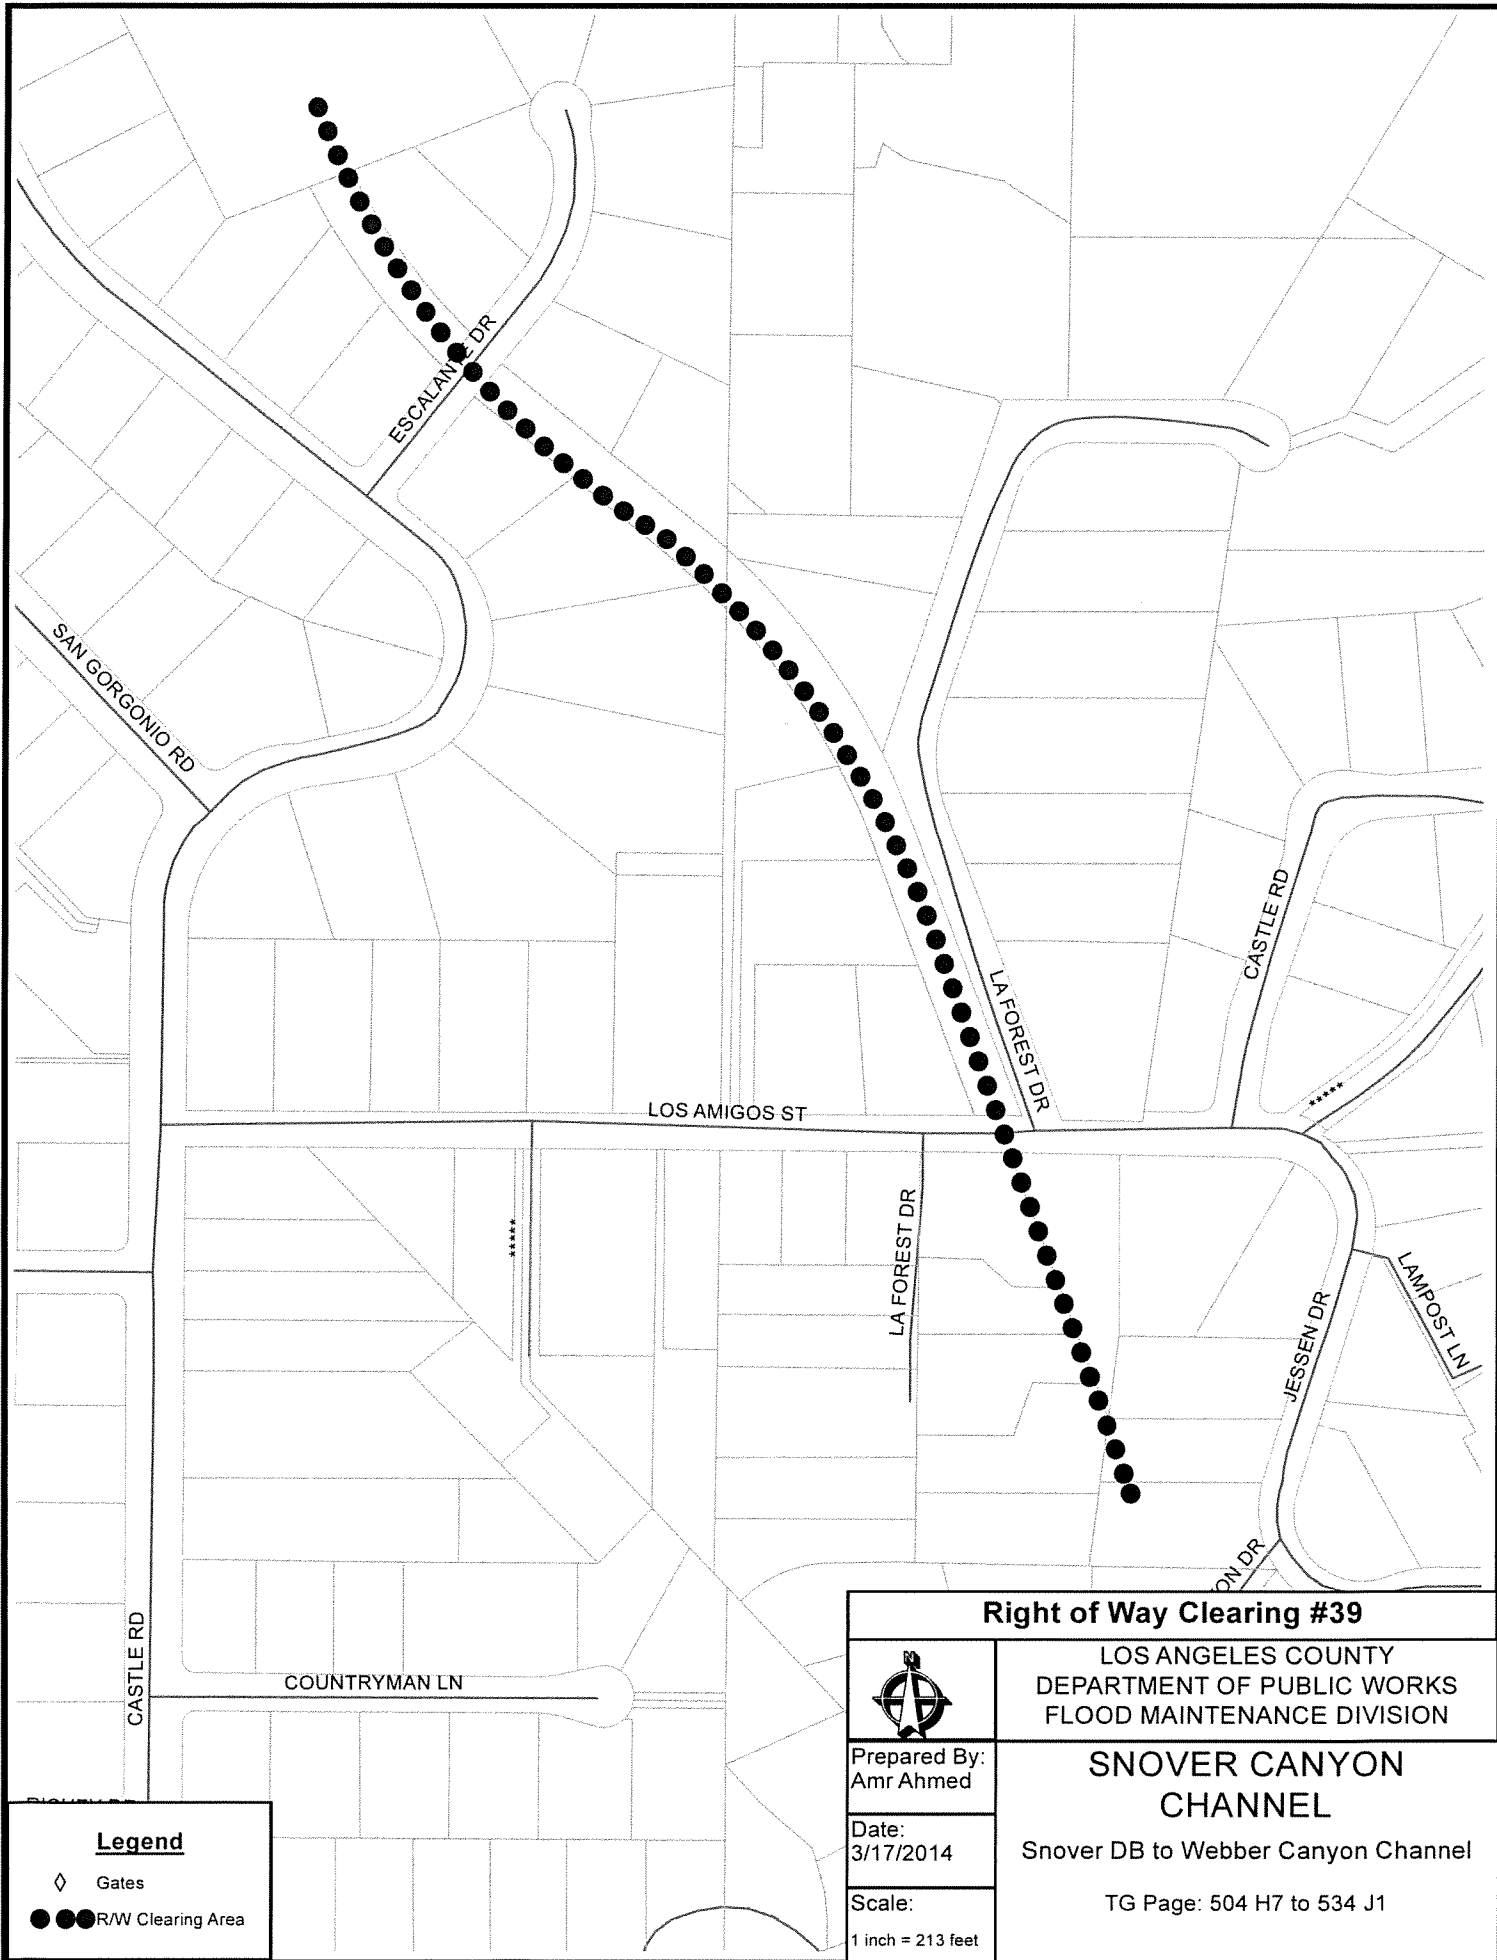 ESCALANTE DR
SAN GORGONIO RD
CASTLE RD
LA FOREST DR
LOS AMIGOS ST
*****
*****
LA FOREST DR
LAMPOST LN
JESSEN DR
ON DR
CASTLE RD
COUNTRYMAN LN
Right of Way Clearing #39
N
LOS ANGELES COUNTY
DEPARTMENT OF PUBLIC WORKS
FLOOD MAINTENANCE DIVISION
Prepared By:
Amr Ahmed
SNOVER CANYON
CHANNEL
Date:
3/17/2014
Snover DB to Webber Canyon Channel
Scale:
1 inch = 213 feet
TG Page: 504 H7 to 534 J1
Legend
Gates
R/W Clearing Area